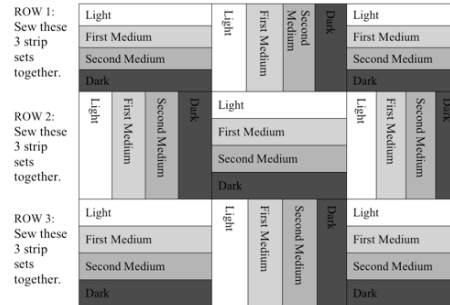 ROW 1:
Sew these
3 strip
sets
together.
Light
First Medium
Second Medium
Dark
Light
First Medium
Second
Medium
Dark
Light
First Medium
Second Medium
Dark
ROW 2:
Sew these
3 strip
sets
together.
Light
First Medium
Second Medium
Dark
Light
First Medium
Second Medium
Dark
Light
First Medium
Second Medium
Dark
ROW 3:
Sew these
3 strip
sets
together.
Light
First Medium
Second Medium
Dark
Light
First Medium
Second Medium
Dark
Light
First Medium
Second Medium
Dark